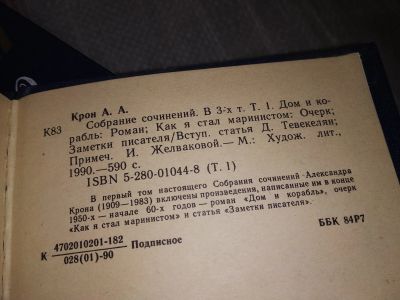 Крон А. А.
К83
Собрание сочинений. В 3-х т. Т. 1. Дом и ко-
рабль: Роман; Как я стал маринистом: Очерк;
Заметки писателя/Вступ. статья Д. Тевекелян;
Примеч. И. Желваковой.— М.: Худож. лит.,
1990.—590 с.
ISBN 5-280-01044-8 (Т. 1)
В первый том настоящего Собрания сочинений Александра
Крона (1909—1983) включены произведения, написанные им в конце
1950-х — начале 60-х годов — роман «Дом и корабль», очерк
«Как я стал маринистом» и статья «Заметки писателя».
К 4702010201-182
028(01)-90
Подписное
ББК 84Р7